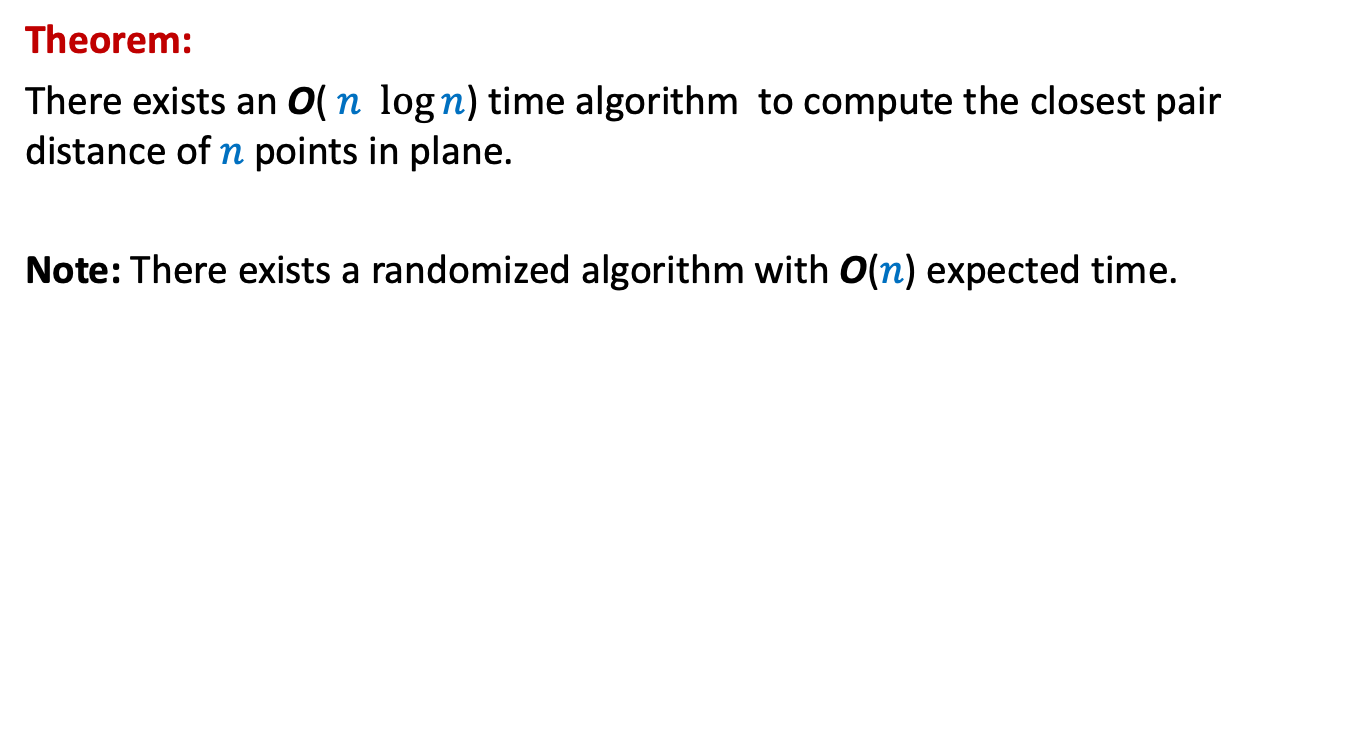 Theorem:
There exists an O( n log n) time algorithm to compute the closest pair
distance of n points in plane.
Note: There exists a randomized algorithm with O(n) expected time.